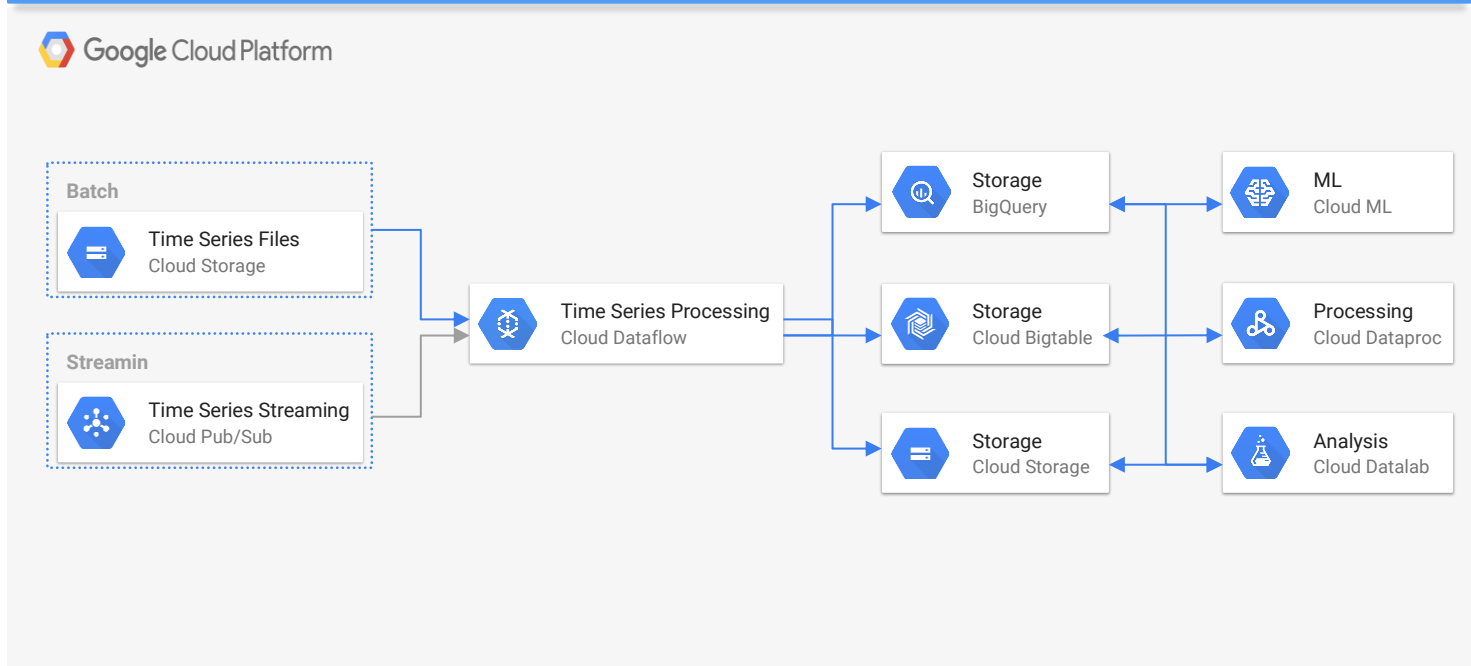 Google Cloud Platform
Batch
Time Series Files
Cloud Storage
Streamin
Time Series Streaming
Cloud Pub/Sub
Time Series Processing
Cloud Dataflow
Storage
BigQuery
Storage
Cloud Bigtable
Storage
Cloud Storage
ML
Cloud ML
Processing
Cloud Dataproc
Analysis
Cloud Datalab